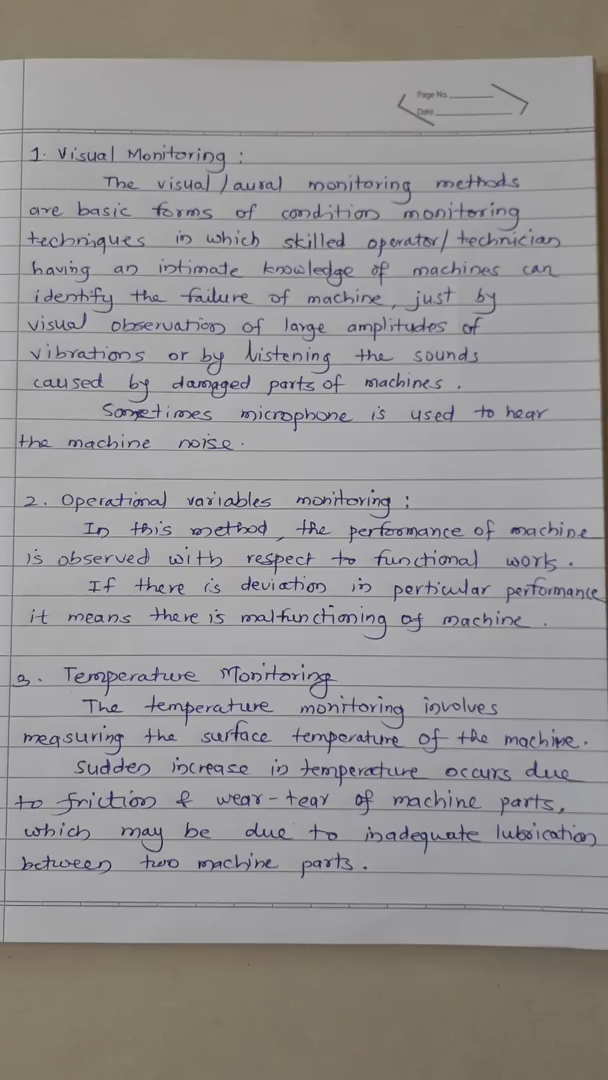 Page No.
Date
1. Visual Monitoring :
The visual / aural monitoring methods
are basic forms of condition monitoring
techniques in which skilled operator/ technician
having an intimate knowledge of machines can
identify the failure of machine, just by
visual observation of large amplitudes of
vibrations or by listening the sounds
caused by damaged parts of machines.
Sometimes microphone is used to hear
the machine noise.
2. Operational variables monitoring :
In this method, the performance of machine
is observed with respect to functional work.
If there is deviation in perticular performance
it means there is malfunctioning of machine.
3. Temperature Monitoring
The temperature monitoring involves
measuring the surface temperature of the machine.
Sudden increase in temperature occurs due
to friction & wear-tear of machine parts,
which may be due to inadequate lubrication
between two machine parts.